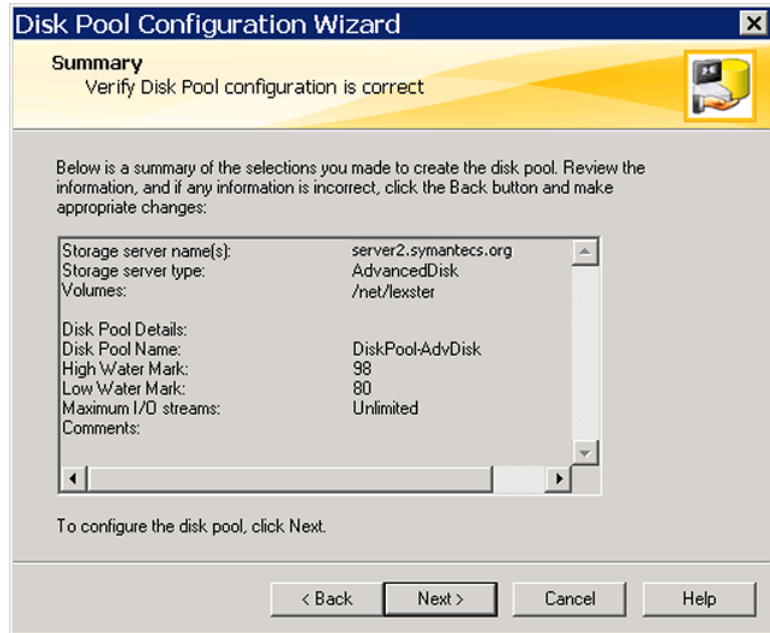 Disk Pool Configuration Wizard
Summary
Verify Disk Pool configuration is correct
Below is a summary of the selections you made to create the disk pool. Review the
information, and if any information is incorrect, click the Back button and make
appropriate changes:
Storage server name(s): server2.symantecs.org
Storage server type: AdvancedDisk
Volumes: /net/lexster
Disk Pool Details:
Disk Pool Name: DiskPool-AdvDisk
High Water Mark: 98
Low Water Mark: 80
Maximum I/O streams: Unlimited
Comments:
To configure the disk pool, click Next.
< Back Next > Cancel Help